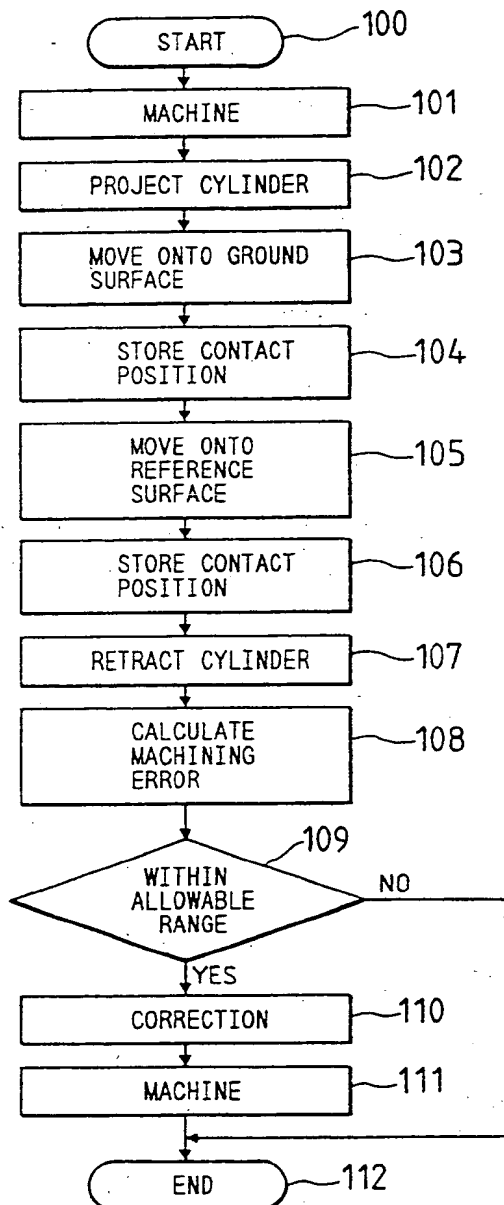 START
100
MACHINE
101
PROJECT CYLINDER
102
MOVE ONTO GROUND
SURFACE
103
STORE CONTACT
POSITION
104
MOVE ONTO
REFERENCE
SURFACE
105
STORE CONTACT
POSITION
106
RETRACT CYLINDER
107
CALCULATE
MACHINING
ERROR
108
109
WITHIN
ALLOWABLE
RANGE
NO
YES
CORRECTION
110
MACHINE
111
END
112